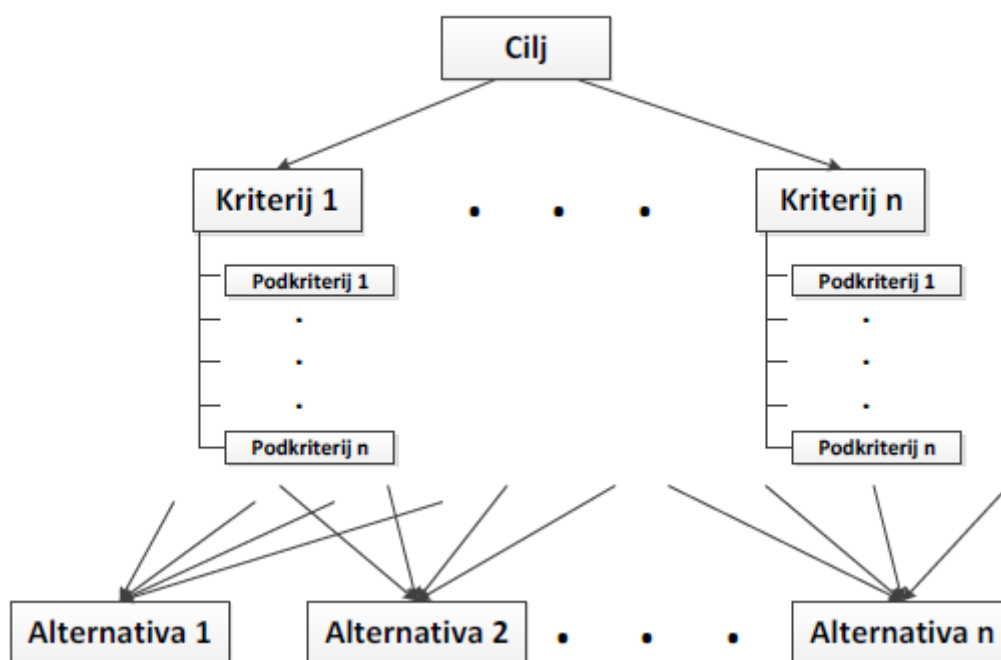 Cilj
Kriterij 1 . . . Kriterij n
Podkriterij 1 Podkriterij 1
. .
. .
. .
Podkriterij n Podkriterij n
Alternativa 1 Alternativa 2 . . . Alternativa n